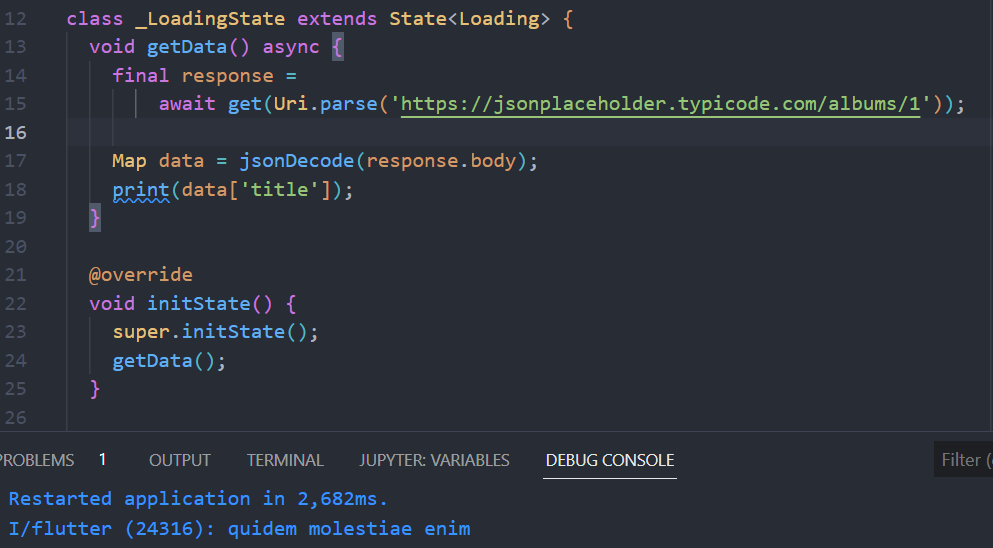 12 class _LoadingState extends State<Loading> {
13 void getData() async {
14 final response =
15 await get(Uri.parse('https://jsonplaceholder.typicode.com/albums/1'));
16
17 Map data = jsonDecode(response.body);
18 print(data['title']);
19 }
20
21 @override
22 void initState() {
23 super.initState();
24 getData();
25 }
26
PROBLEMS 1 OUTPUT TERMINAL JUPYTER: VARIABLES DEBUG CONSOLE Filter (
Restarted application in 2,682ms.
I/flutter (24316): quidem molestiae enim